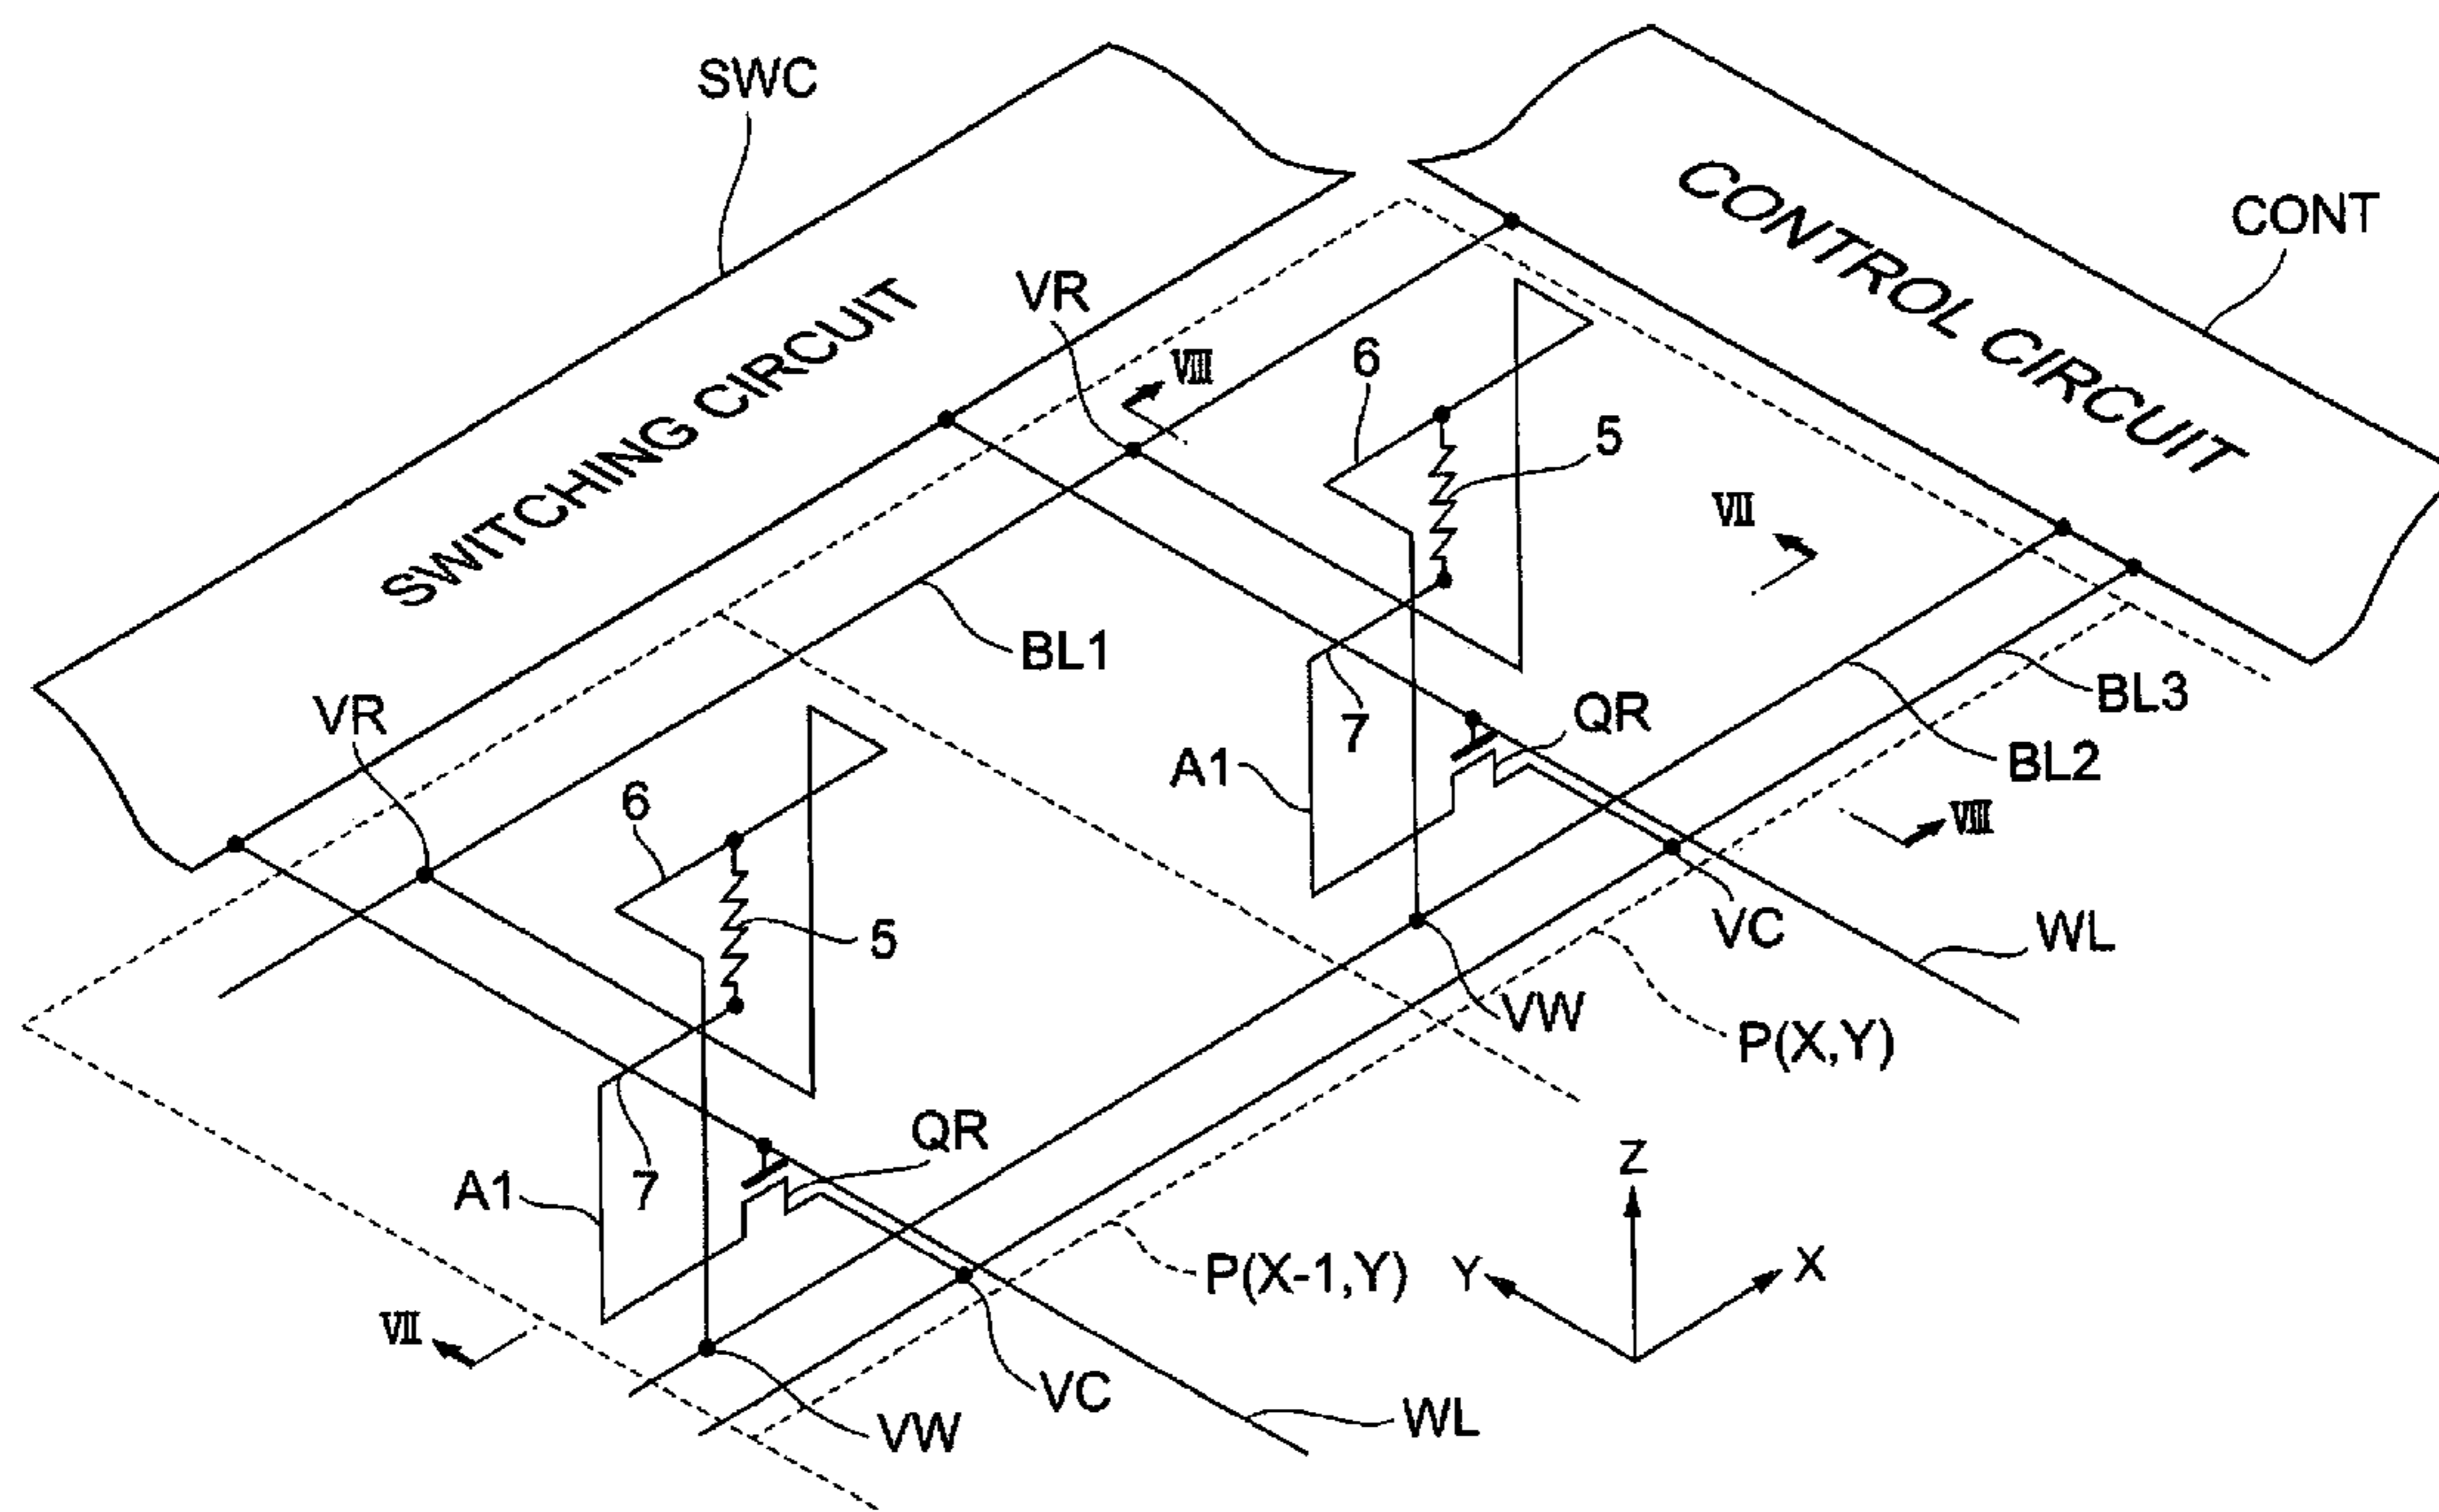 SWC
CONT
CONTROL CIRCUIT
SWITCHING CIRCUIT
VR
Ⅷ
6
5
Ⅶ
BL1
BL3
7
QR
BL2
A1
VR
Ⅷ
6
5
VC
WL
VW
P(X,Y)
QR
Z
7
A1
P(X-1,Y)
Y
X
Ⅶ
VC
WL
VW